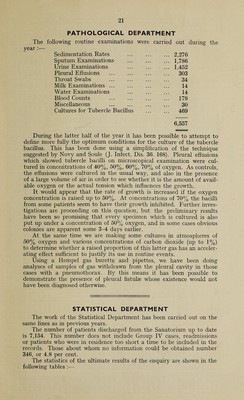 21
PATHOLOGICAL DEPARTMENT
The following routine examinations were carried out during the
year :—
Sedimentation Rates ... ... ... 2,276
Sputum Examinations ... ... ... 1,786
Urine Examinations ... ... ... 1,452
Pleural Effusions ... ... ... 303
Throat Swabs ... ... ... 34
Milk Examinations ... ... ... 14
Water Examinations ... ... ... 14
Blood Counts ... ... ... 179
Miscellaneous ... ... ... 30
Cultures for Tubercle Bacillus ... ... 469
6,557
During the latter half of the year it has been possible to attempt to
define more fully the optimum conditions for the culture of the tubercle
bacillus. This has been done using a simplification of the technique
suggested by Novy and Soule (J. Infect. Dis. 36. 168). Pleural effusions
which showed tubercle bacilli on microscopical examination were cul-
tured in concentrations of 40%, 50%, 60%, 70% of oxygen. As controls,
the effusions were cultured in the usual way, and also in the presence
of a large volume of air in order to see whether it is the amount of avail-
able oxygen or the actual tension which influences the growth.
It would appear that the rate of growth is increased if the oxygen
concentration is raised up to 50%. At concentrations of 70% the bacilli
from some patients seem to have their growth inhibited. Further inves-
tigations are proceeding on this question, but the preliminary results
have been so promising that every specimen which is cultured is also
put up under a concentration of 50% oxygen, and in some cases obvious
colonies are apparent some 3–4 days earlier.
At the same time we are making some cultures in atmospheres of
50% oxygen and various concentrations of carbon dioxide (up to 1%)
to determine whether a raised proportion of this latter gas has an acceler-
ating effect sufficient to justify its use in routine events.
Using a Hempel gas burette and pipettes, we have been doing
analyses of samples of gas withdrawn from the pleural cavity in those
cases with a pneumothorax. By this means it has been possible to
demonstrate the presence of pleural fistulæ whose existence would not
have been diagnosed otherwise.
STATISTICAL DEPARTMENT
The work of the Statistical Department has been carried out on the
same lines as in previous years.
The number of patients discharged from the Sanatorium up to date
is 7,134. This number does not include Group IV cases, readmissions
or patients who were in residence too short a time to be included in the
records. Those about whom no information could be obtained number
346, or 4.8 per cent.
The statistics of the ultimate results of the enquiry are shown in the
following tables :—